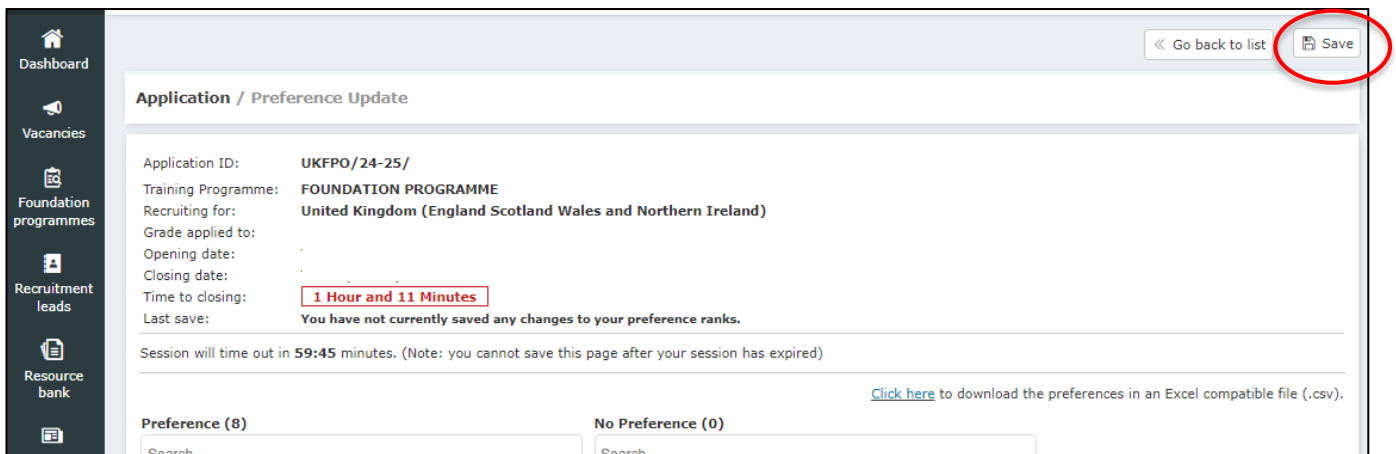 Dashboard
Vacancies
Foundation
programmes
Recruitment
leads
Resource
bank
Go back to list
Save
Application / Preference Update
Application ID: UKFPO/24-25/
Training Programme: FOUNDATION PROGRAMME
Recruiting for: United Kingdom (England Scotland Wales and Northern Ireland)
Grade applied to:
Opening date:
Closing date:
Time to closing: 1 Hour and 11 Minutes
Last save: You have not currently saved any changes to your preference ranks.
Session will time out in 59:45 minutes. (Note: you cannot save this page after your session has expired)
Click here to download the preferences in an Excel compatible file (.csv).
Preference (8) No Preference (0)
Search Search